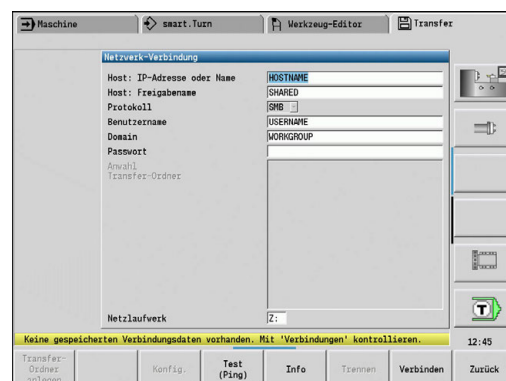 Maschine
smart.Turn
Werkzeug-Editor
Transfer
Netzwerk-Verbindung
Host: IP-Adresse oder Name HOSTNAME
Host: Freigabename SHARED
Protokoll SMB
Benutzername USERNAME
Domain WORKGROUP
Passwort
Anwahl
Transfer-Ordner
Netzlaufwerk Z:
T
Keine gespeicherten Verbindungsdaten vorhanden. Mit 'Verbindungen' kontrollieren.
12:45
Transfer-
Ordner
anlegen
Konfig.
Test
(Ping)
Info
Trennen
Verbinden
Zurück